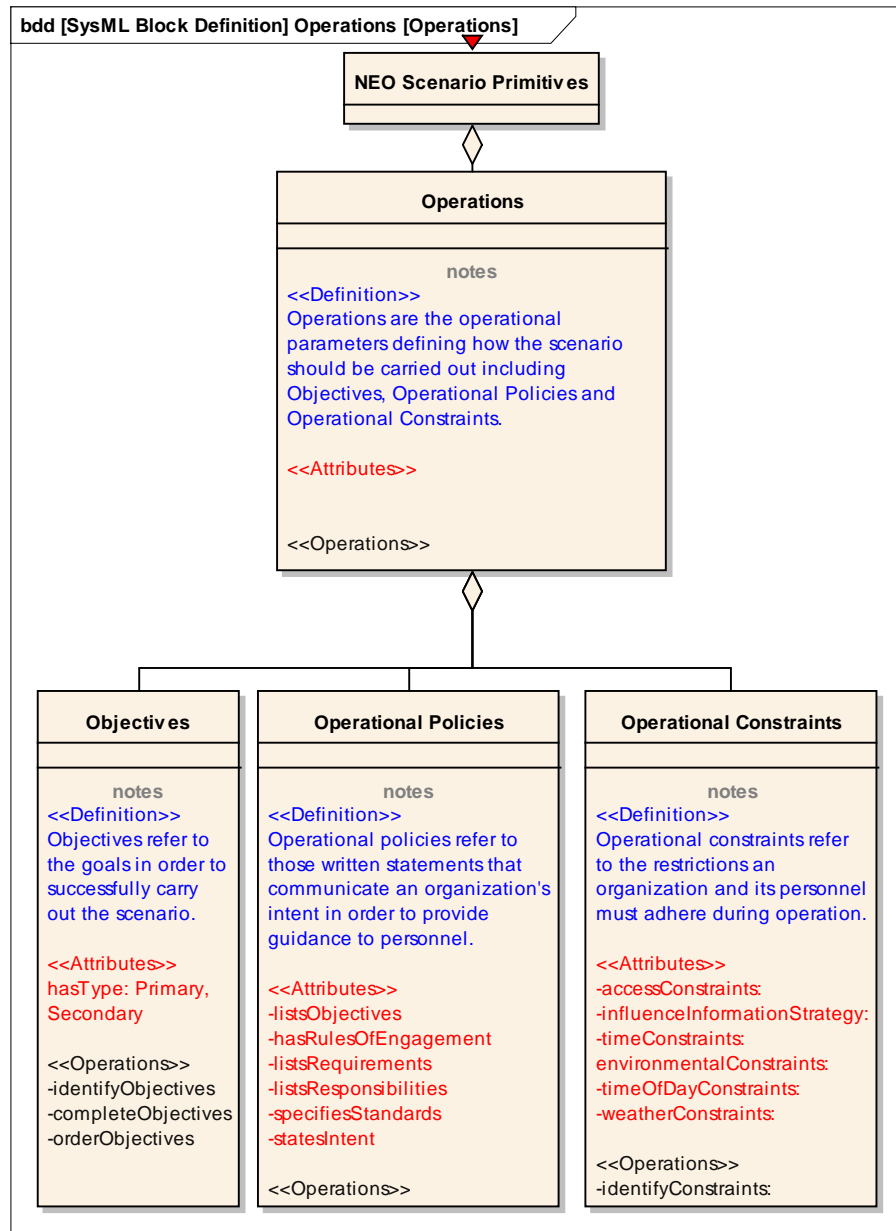 bdd [SysML Block Definition] Operations [Operations]
NEO Scenario Primitives
Operations
notes
<<Definition>>
Operations are the operational
parameters defining how the scenario
should be carried out including
Objectives, Operational Policies and
Operational Constraints.
<<Attributes>>
<<Operations>>
Objectives
notes
<<Definition>>
Objectives refer to
the goals in order to
successfully carry
out the scenario.
<<Attributes>>
hasType: Primary,
Secondary
<<Operations>>
-identifyObjectives
-completeObjectives
-orderObjectives
Operational Policies
notes
<<Definition>>
Operational policies refer to
those written statements that
communicate an organization's
intent in order to provide
guidance to personnel.
<<Attributes>>
-listsObjectives
-hasRulesOfEngagement
-listsRequirements
-listsResponsibilities
-specifiesStandards
-statesIntent
<<Operations>>
Operational Constraints
notes
<<Definition>>
Operational constraints refer
to the restrictions an
organization and its personnel
must adhere during operation.
<<Attributes>>
-accessConstraints:
-influenceInformationStrategy:
-timeConstraints:
environmentalConstraints:
-timeOfDayConstraints:
-weatherConstraints:
<<Operations>>
-identifyConstraints: